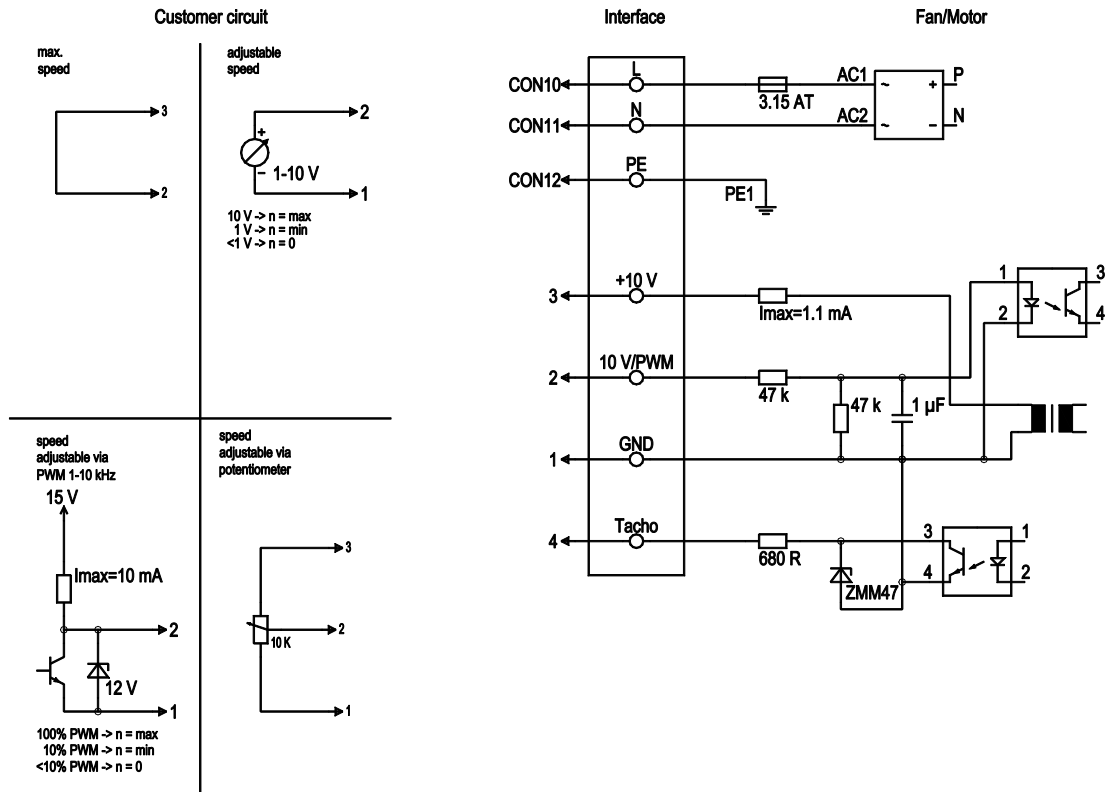 Customer circuit
max.
speed
3
2
adjustable
speed
2
+
1-10 V
−
1
10 V -> n = max
1 V -> n = min
<1 V -> n = 0
speed
adjustable via
PWM 1-10 kHz
15 V
Imax=10 mA
2
12 V
1
100% PWM -> n = max
10% PWM -> n = min
<10% PWM -> n = 0
speed
adjustable via
potentiometer
3
2
10 K
1
Interface
Fan/Motor
CON10
L
3.15 AT
AC1
~
+
P
CON11
N
AC2
~
−
N
CON12
PE
PE1
3
+10 V
Imax=1.1 mA
1
2
3
4
2
10 V/PWM
47 k
47 k
1 µF
1
GND
4
Tacho
680 R
ZMM47
3
4
1
2